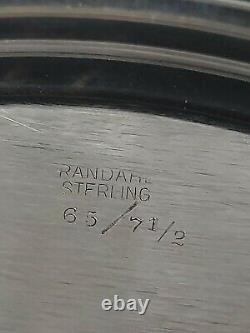 RANDAHL
STERLING
65/71/2